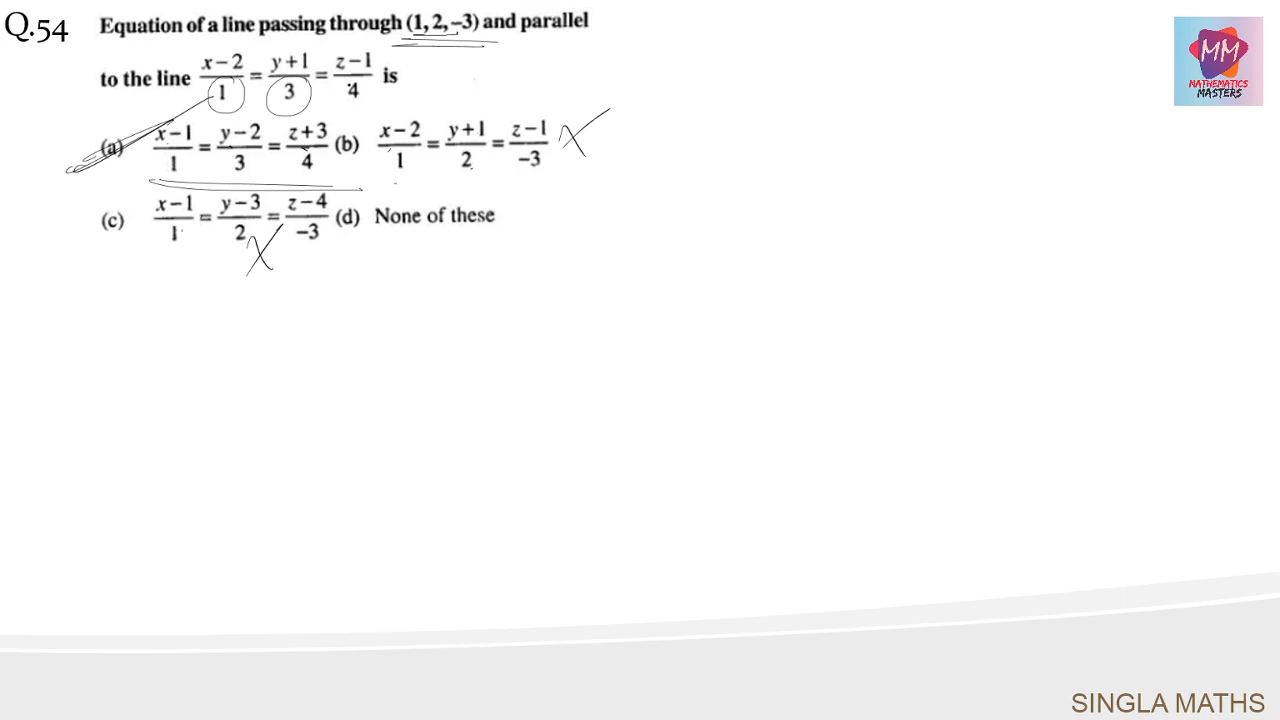 Q.54 Equation of a line passing through (1, 2, –3) and parallel
to the line (x–2)/1 = (y+1)/3 = (z–1)/4 is
(a) (x–1)/1 = (y–2)/3 = (z+3)/4 (b) (x–2)/1 = (y+1)/2 = (z–1)/–3
(c) (x–1)/1 = (y–3)/2 = (z–4)/–3 (d) None of these
MM
MATHEMATICS
MASTERS
SINGLA MATHS